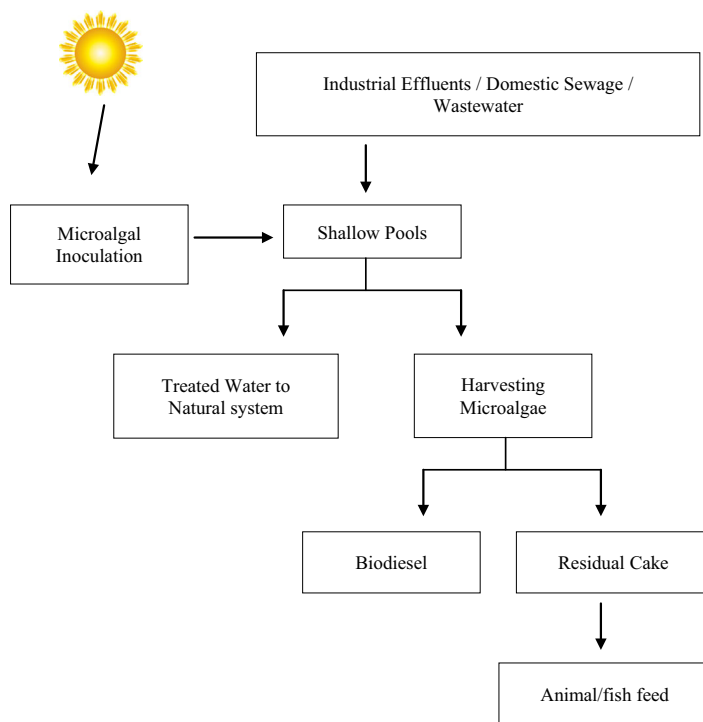 Industrial Effluents / Domestic Sewage /
Wastewater
Microalgal
Inoculation
Shallow Pools
Treated Water to
Natural system
Harvesting
Microalgae
Biodiesel
Residual Cake
Animal/fish feed